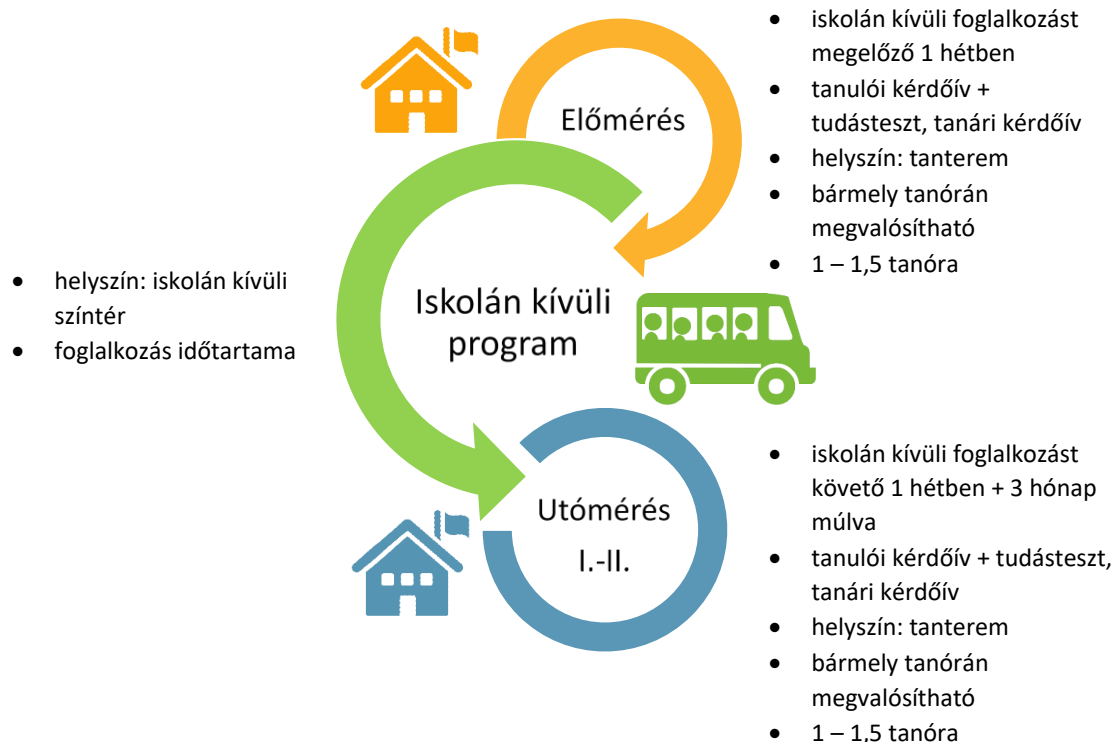 • iskolán kívüli foglalkozást
megelőző 1 hétben
• tanulói kérdőív +
tudásteszt, tanári kérdőív
• helyszín: tanterem
• bármely tanórán
megvalósítható
• 1 – 1,5 tanóra
Előmérés
• helyszín: iskolán kívüli
színtér
• foglalkozás időtartama
Iskolán kívüli
program
Utómérés
I.-II.
• iskolán kívüli foglalkozást
követő 1 hétben + 3 hónap
múlva
• tanulói kérdőív + tudásteszt,
tanári kérdőív
• helyszín: tanterem
• bármely tanórán
megvalósítható
• 1 – 1,5 tanóra